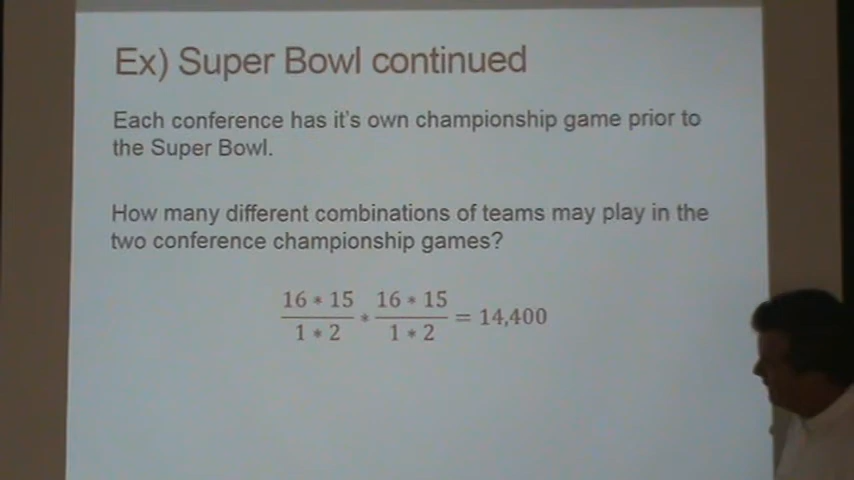 Ex) Super Bowl continued
Each conference has it's own championship game prior to
the Super Bowl.
How many different combinations of teams may play in the
two conference championship games?
16 * 15 / 1 * 2 * 16 * 15 / 1 * 2 = 14,400